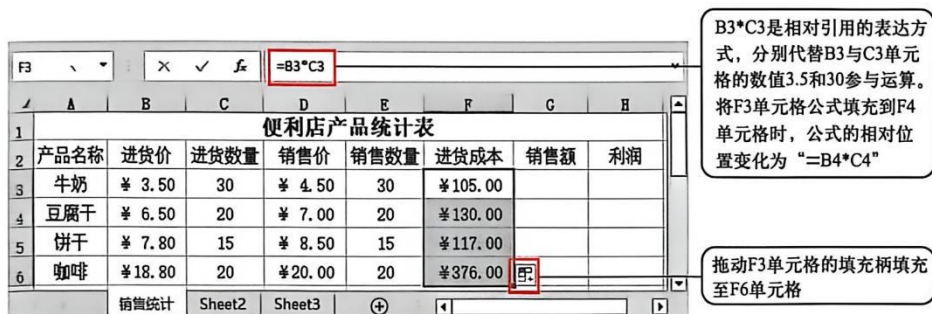 B3*C3是相对引用的表达方
式，分别代替B3与C3单元
格的数值3.5和30参与运算。
将F3单元格公式填充到F4
单元格时，公式的相对位
置变化为“=B4*C4”
F3 fx =B3*C3
A B C D E F G H
1 便利店产品统计表
2 产品名称 进货价 进货数量 销售价 销售数量 进货成本 销售额 利润
3 牛奶 ¥ 3.50 30 ¥ 4.50 30 ¥105.00
4 豆腐干 ¥ 6.50 20 ¥ 7.00 20 ¥130.00
5 饼干 ¥ 7.80 15 ¥ 8.50 15 ¥117.00
6 咖啡 ¥18.80 20 ¥20.00 20 ¥376.00
拖动F3单元格的填充柄填充
至F6单元格
销售统计 Sheet2 Sheet3